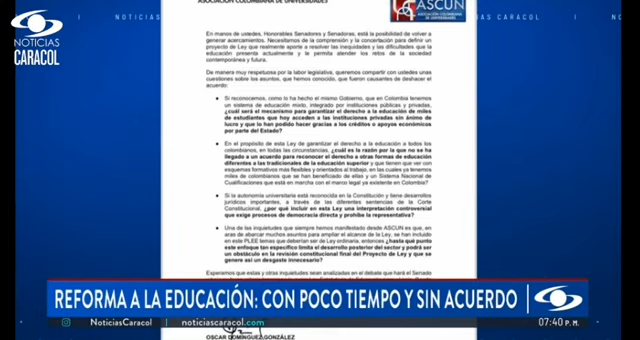 ASOCIACIÓN COLOMBIANA DE UNIVERSIDADES
ASCUN
ASOCIACIÓN COLOMBIANA
DE UNIVERSIDADES
NOTICIAS
CARACOL
En manos de ustedes, Honorables Senadores y Senadoras, está la posibilidad de volver a
generar acercamientos. Necesitamos de la comprensión y la concertación para definir un
proyecto de Ley que realmente aporte a resolver las inequidades y las dificultades que la
educación presenta actualmente y le permita atender los retos de la sociedad
contemporánea y futura.
De manera muy respetuosa por la labor legislativa, queremos compartir con ustedes unas
cuestiones sobre los asuntos, que hemos conocido, que fueron causantes de deshacer el
acuerdo:
• Si reconocemos, como lo ha hecho el mismo Gobierno, que en Colombia tenemos
un sistema de educación mixto, integrado por instituciones públicas y privadas,
¿cuál será el mecanismo para garantizar el derecho a la educación de miles de
estudiantes que hoy acceden a las instituciones privadas sin ánimo de
lucro y que lo han podido hacer gracias a los créditos o apoyos económicos
por parte del Estado?
• En el propósito de esta Ley de garantizar el derecho a la educación a todos los
colombianos, en todas las circunstancias, ¿cuál es la razón por la que no se ha
llegado a un acuerdo para reconocer el derecho a otras formas de educación
diferentes a las tradicionales de la educación superior y que tienen que ver con
esquemas formativos más flexibles y orientados al trabajo, en las cuales ya tenemos
miles de colombianos que se han beneficiado de ellas y un Sistema Nacional de
Cualificaciones que está en marcha con el marco legal ya existente en Colombia?
• Si la autonomía universitaria está reconocida en la Constitución y tiene desarrollos
jurídicos importantes, a través de las diferentes sentencias de la Corte
Constitucional, ¿por qué incluir en esta Ley una interpretación controversial
que exige procesos de democracia directa y prohíbe la representativa?
• Una de las inquietudes que siempre hemos manifestado desde ASCUN es que, en
aras de abarcar muchos asuntos para ampliar el alcance de la Ley, se han incluido
en este PLEE temas que deberían ser de Ley ordinaria, entonces ¿hasta qué punto
este enfoque tan específico limita el desarrollo posterior del sector y podrá ser
un obstáculo en la revisión constitucional final del Proyecto de Ley y que se
genere así un desgaste innecesario?
Esperamos que estas y otras inquietudes sean analizadas en el debate que hará el Senado
REFORMA A LA EDUCACIÓN: CON POCO TIEMPO Y SIN ACUERDO
NoticiasCaracol noticiascaracol.com 07:40 P. M.
OSCAR DOMÍNGUEZ GONZÁLEZ